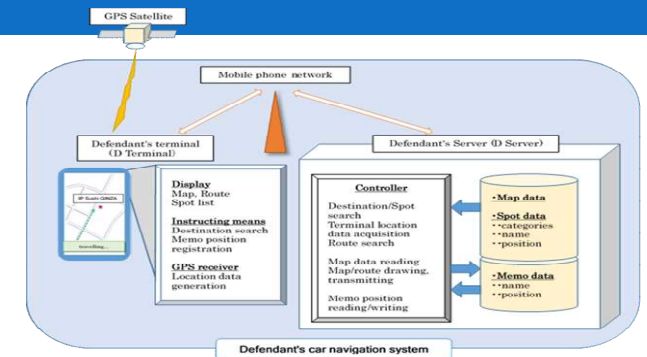 GPS Satellite
Mobile phone network
Defendant's terminal
(D Terminal)
Defendant's Server (D Server)
JP Sushi GINZA
travelling...
Display
Map, Route
Spot list
Instructing means
Destination search
Memo position
registration
GPS receiver
Location data
generation
Controller
Destination/Spot
search
Terminal location
data acquisition
Route search
Map data reading
Map/route drawing,
transmitting
Memo position
reading/writing
・Map data
・Spot data
・・categories
・・name
・・position
・Memo data
・・name
・・position
Defendant's car navigation system